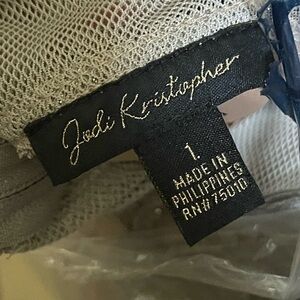 Jodi Kristopher
1.
MADE IN
PHILIPPINES
RN#75010